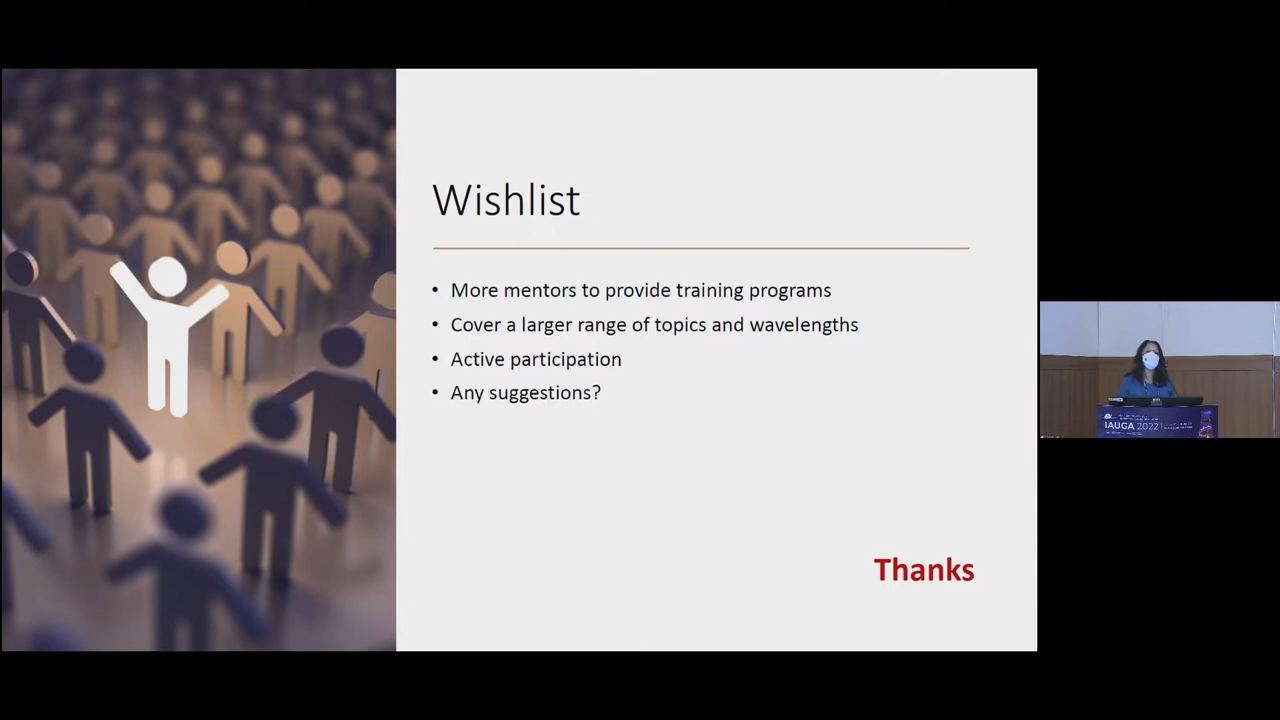 Wishlist
• More mentors to provide training programs
• Cover a larger range of topics and wavelengths
• Active participation
• Any suggestions?
Thanks
IAUGA 2022